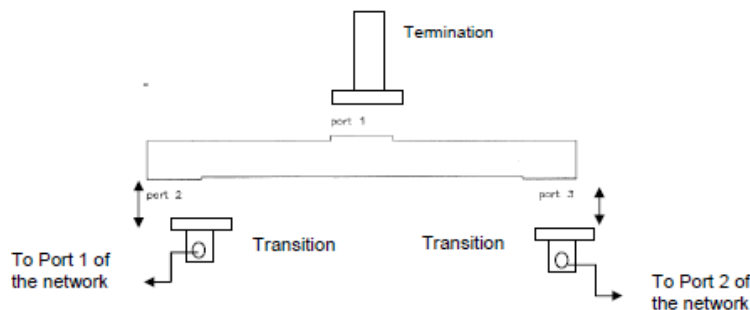 Termination
port 1
port 2
port 3
Transition
Transition
To Port 1 of
the network
To Port 2 of
the network